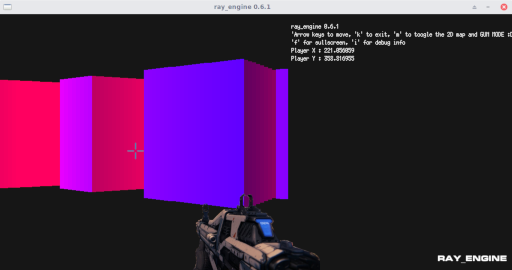 ray_engine 0.6.1
ray_engine 0.6.1
'Arrow keys to move, 'k' to exit, 'm' to toogle the 2D map and GUN MODE :D
'f' for fullscreen, 'i' for debug info
Player X : 221.056859
Player Y : 358.816955
RAY_ENGINE